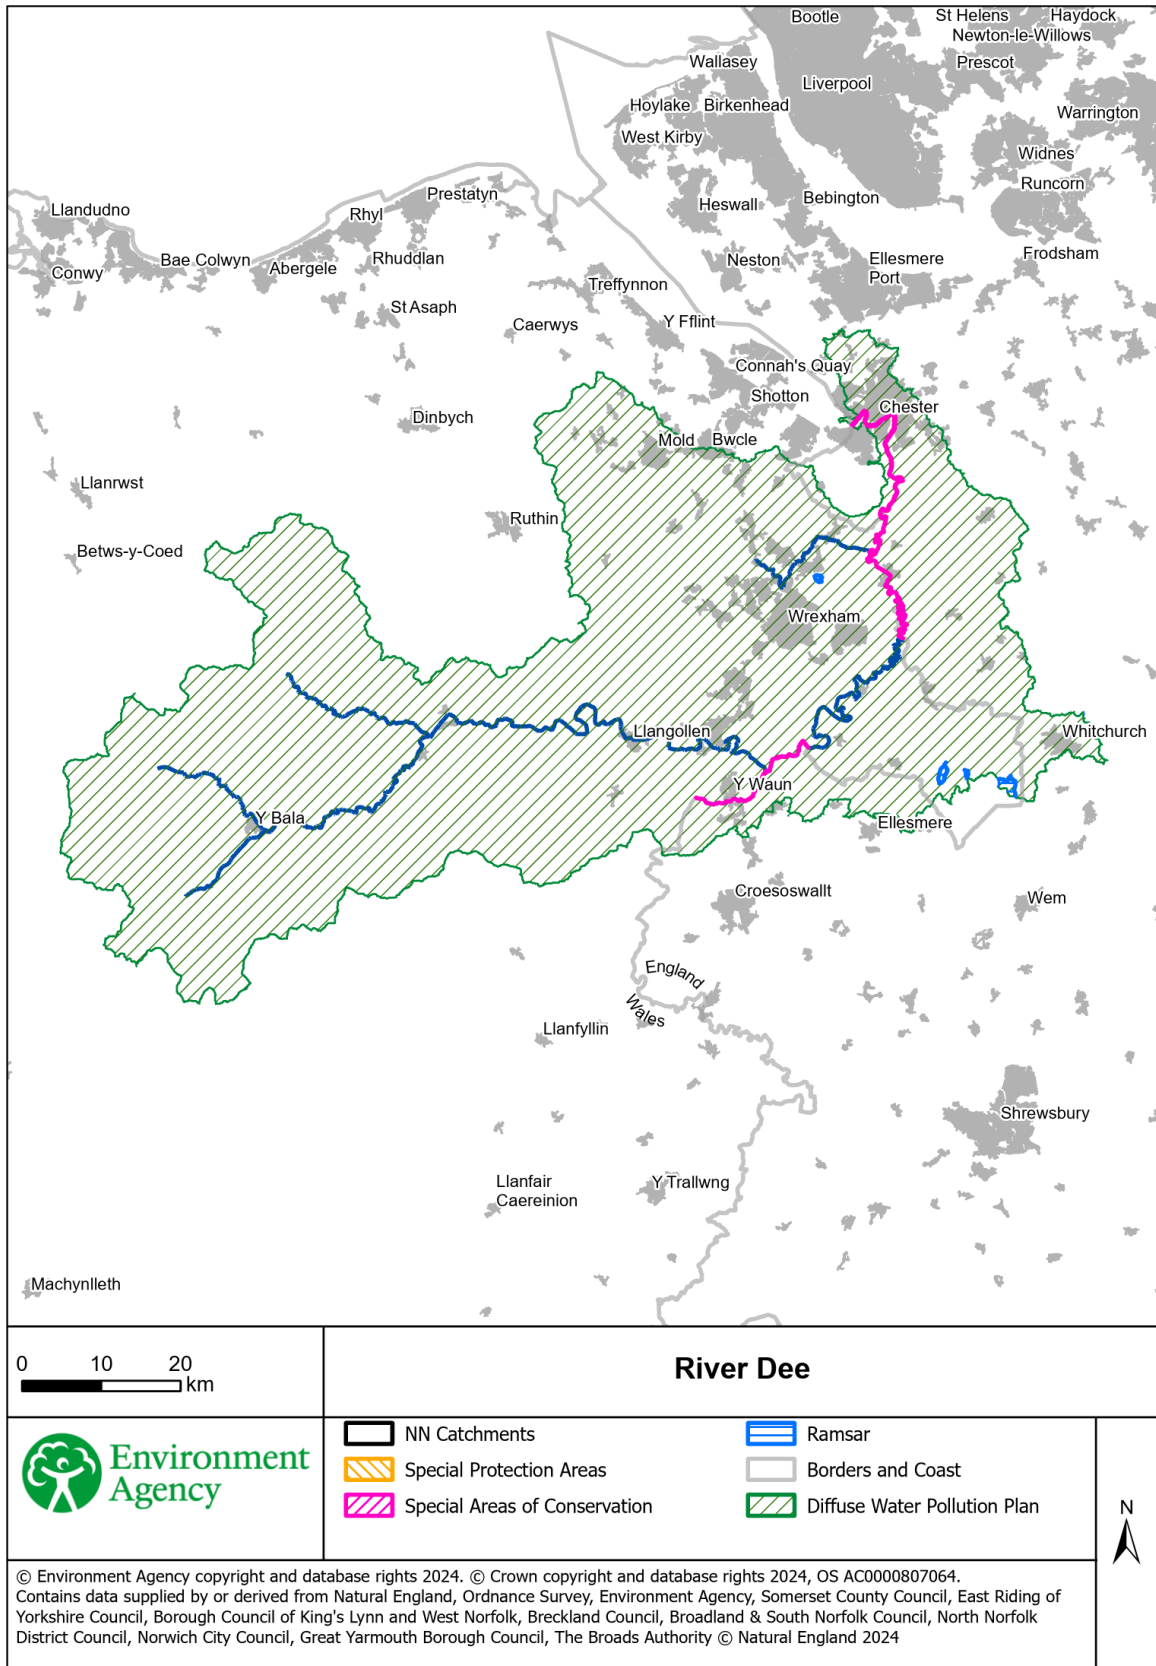 Bootle
St Helens
Haydock
Newton-le-Willows
Wallasey
Prescot
Liverpool
Hoylake
Birkenhead
Warrington
West Kirby
Widnes
Runcorn
Prestatyn
Bebington
Heswall
Llandudno
Rhyl
Frodsham
Bae Colwyn
Rhuddlan
Neston
Ellesmere
Port
Conwy
Abergele
Treffynnon
St Asaph
Caerwys
Y Fflint
Connah's Quay
Shotton
Chester
Dinbych
Mold
Bwcle
Llanrwst
Ruthin
Betws-y-Coed
Wrexham
Llangollen
Whitchurch
Y Waun
Y Bala
Ellesmere
Croesoswallt
Wem
England
Wales
Llanfyllin
Shrewsbury
Llanfair
Caereinion
Y Trallwng
Machynlleth
0 10 20
km
River Dee
Environment
Agency
NN Catchments
Special Protection Areas
Special Areas of Conservation
Ramsar
Borders and Coast
Diffuse Water Pollution Plan
N
© Environment Agency copyright and database rights 2024. © Crown copyright and database rights 2024, OS AC0000807064.
Contains data supplied by or derived from Natural England, Ordnance Survey, Environment Agency, Somerset County Council, East Riding of
Yorkshire Council, Borough Council of King's Lynn and West Norfolk, Breckland Council, Broadland & South Norfolk Council, North Norfolk
District Council, Norwich City Council, Great Yarmouth Borough Council, The Broads Authority © Natural England 2024